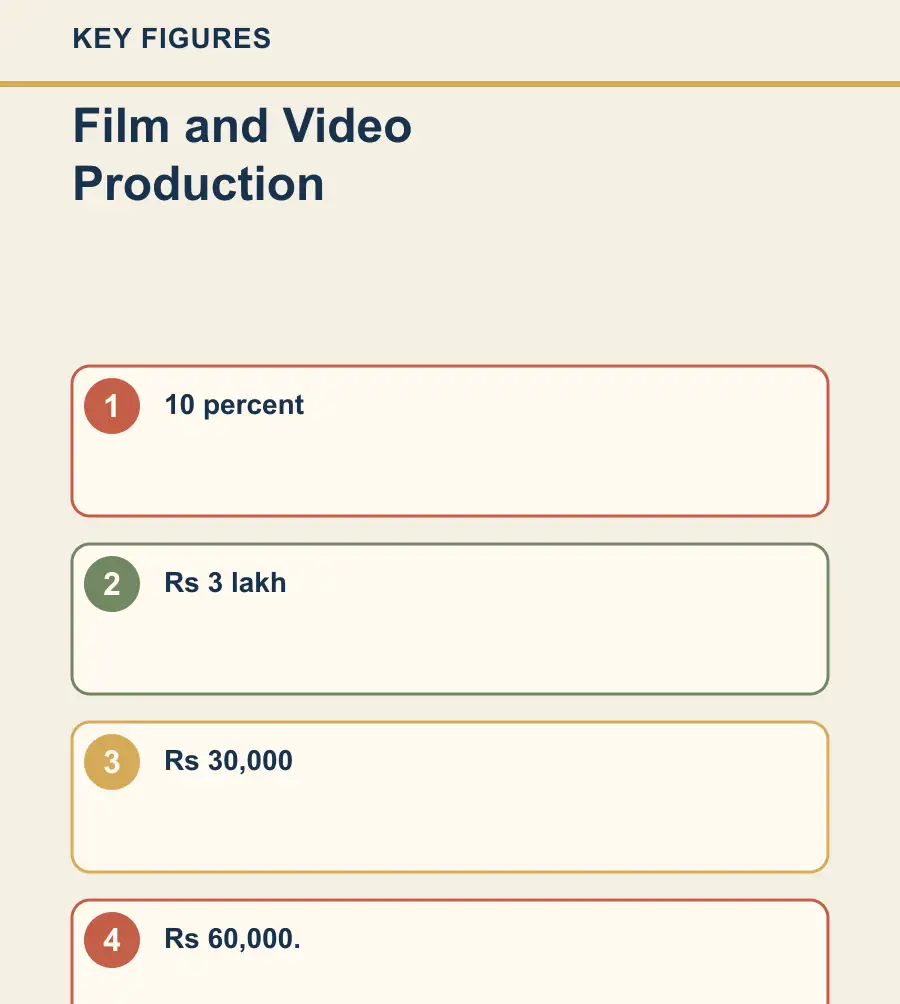 KEY FIGURES
Film and Video
Production
1 10 percent
2 Rs 3 lakh
3 Rs 30,000
4 Rs 60,000.